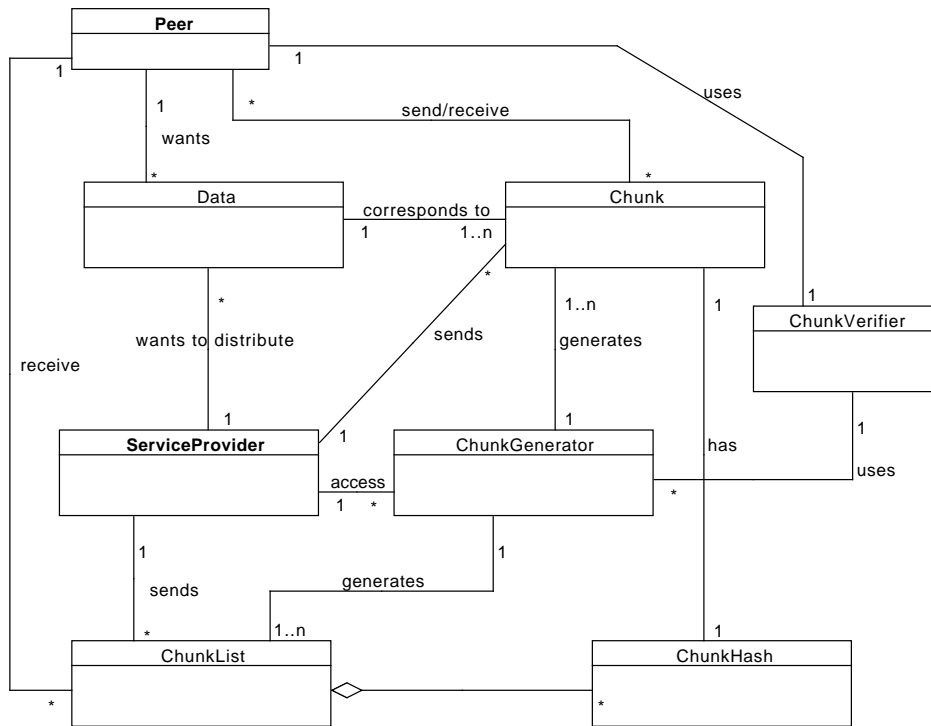 Peer
1
1
uses
1
*
send/receive
wants
*
*
Data
Chunk
corresponds to
1
1..n
*
*
1..n
1
1
ChunkVerifier
wants to distribute
sends
generates
receive
1
1
1
1
ServiceProvider
ChunkGenerator
has
uses
access
1
*
*
1
1
generates
sends
*
1..n
1
ChunkList
ChunkHash
*
*